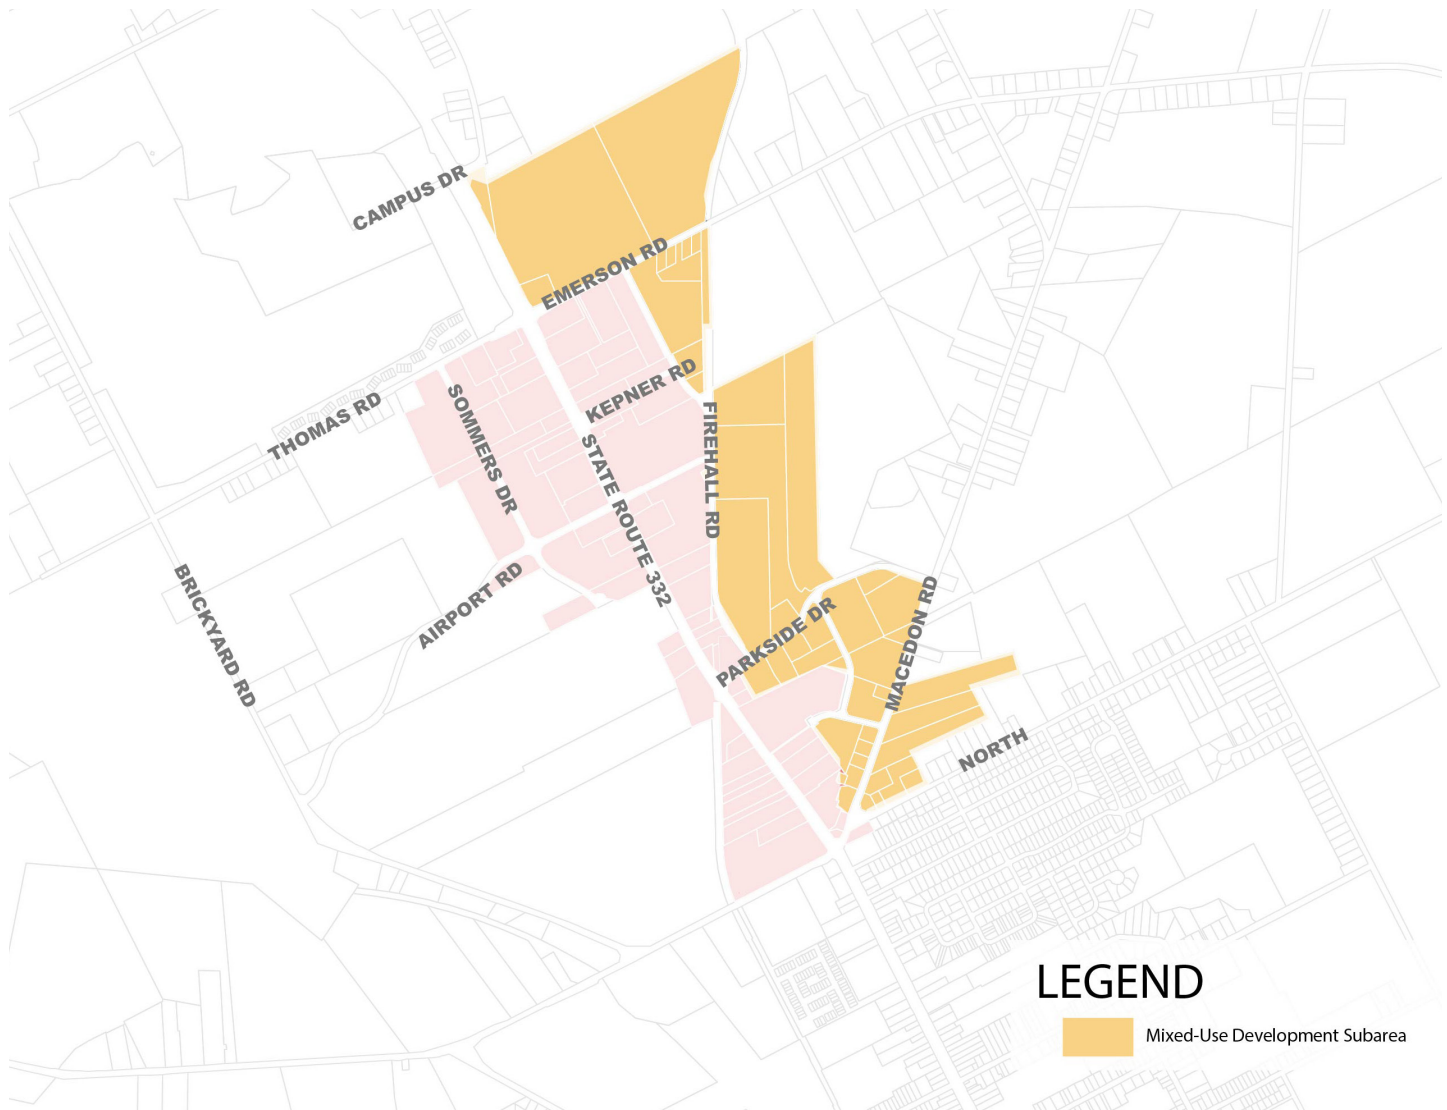 CAMPUS DR
EMERSON RD
KEPNER RD
THOMAS RD
SOMMERS DR
FIREHALL RD
STATE ROUTE 332
AIRPORT RD
BRICKYARD RD
PARKSIDE DR
MACEDON RD
NORTH
LEGEND
Mixed-Use Development Subarea